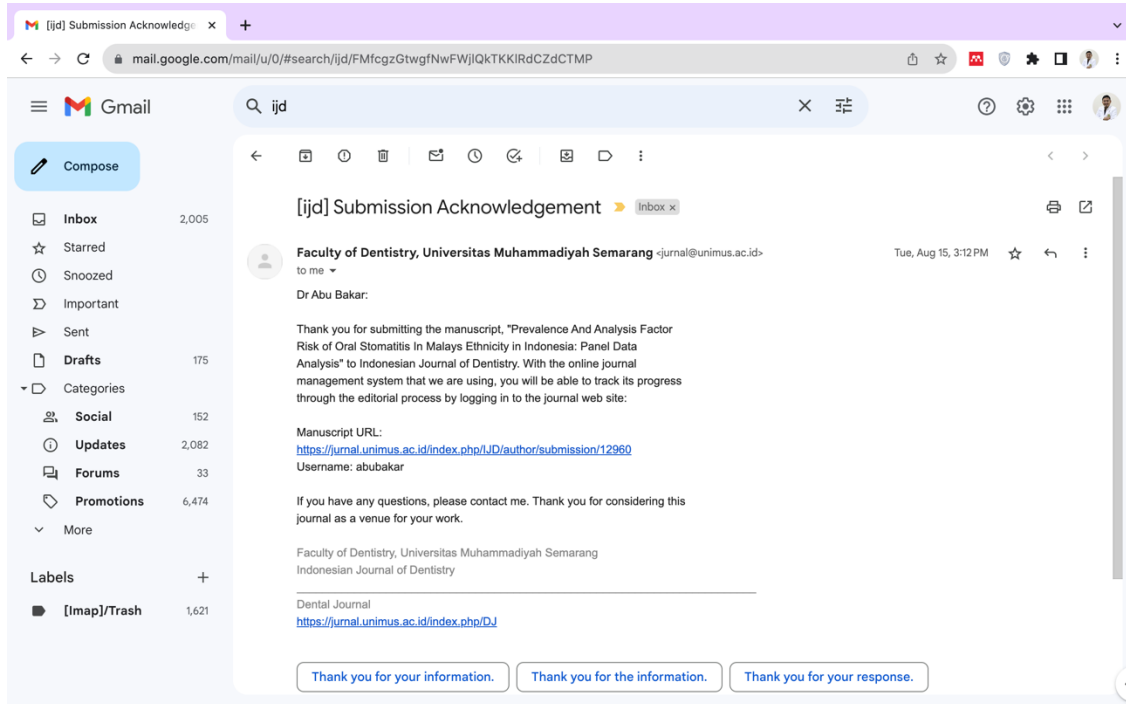 [ijd] Submission Acknowledge
mail.google.com/mail/u/0/#search/ijd/FMfcgzGtwgfNwFWjlQkTKKlRdCZdCTMP
Gmail
ijd
Compose
Inbox 2,005
Starred
Snoozed
Important
Sent
Drafts 175
Categories
Social 152
Updates 2,082
Forums 33
Promotions 6,474
More
Labels
[Imap]/Trash 1,621
[ijd] Submission Acknowledgement Inbox x
Faculty of Dentistry, Universitas Muhammadiyah Semarang <jurnal@unimus.ac.id> Tue, Aug 15, 3:12 PM
to me
Dr Abu Bakar:
Thank you for submitting the manuscript, "Prevalence And Analysis Factor
Risk of Oral Stomatitis In Malays Ethnicity in Indonesia: Panel Data
Analysis" to Indonesian Journal of Dentistry. With the online journal
management system that we are using, you will be able to track its progress
through the editorial process by logging in to the journal web site:
Manuscript URL:
https://jurnal.unimus.ac.id/index.php/IJD/author/submission/12960
Username: abubakar
If you have any questions, please contact me. Thank you for considering this
journal as a venue for your work.
Faculty of Dentistry, Universitas Muhammadiyah Semarang
Indonesian Journal of Dentistry
Dental Journal
https://jurnal.unimus.ac.id/index.php/DJ
Thank you for your information. Thank you for the information. Thank you for your response.